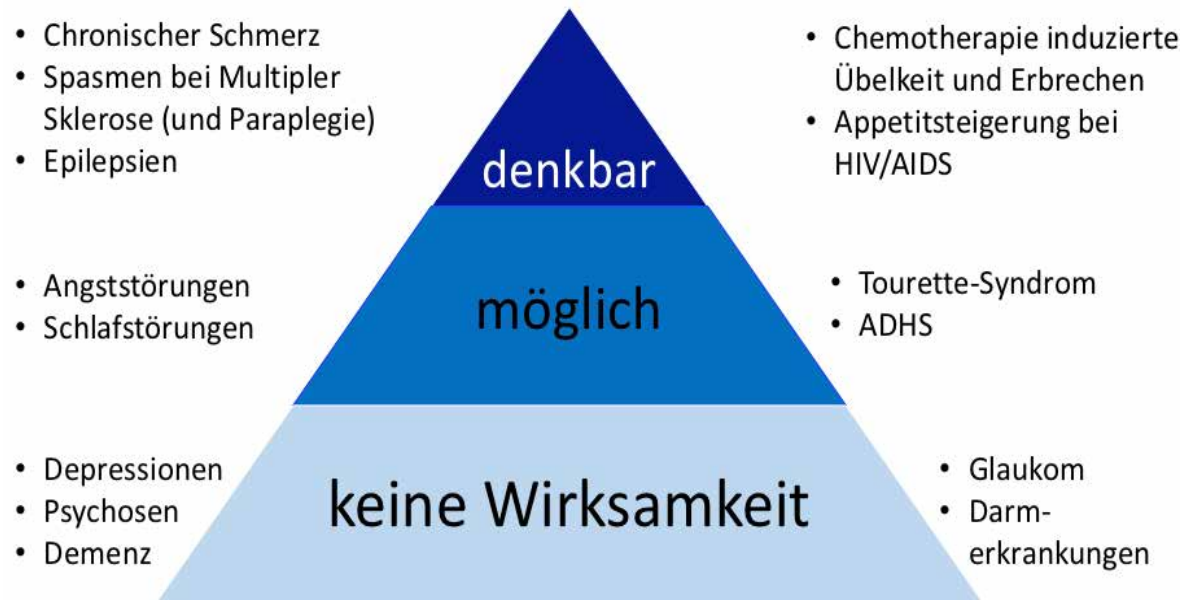 • Chronischer Schmerz
• Spasmen bei Multipler
Sklerose (und Paraplegie)
• Epilepsien
denkbar
• Chemotherapie induzierte
Übelkeit und Erbrechen
• Appetitsteigerung bei
HIV/AIDS
• Angststörungen
• Schlafstörungen
möglich
• Tourette-Syndrom
• ADHS
• Depressionen
• Psychosen
• Demenz
keine Wirksamkeit
• Glaukom
• Darm-
erkrankungen